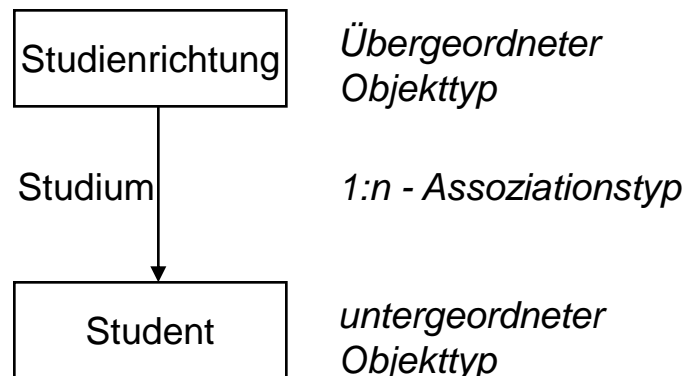 Studienrichtung
Übergeordneter
Objekttyp
Studium
1:n - Assoziationstyp
Student
untergeordneter
Objekttyp